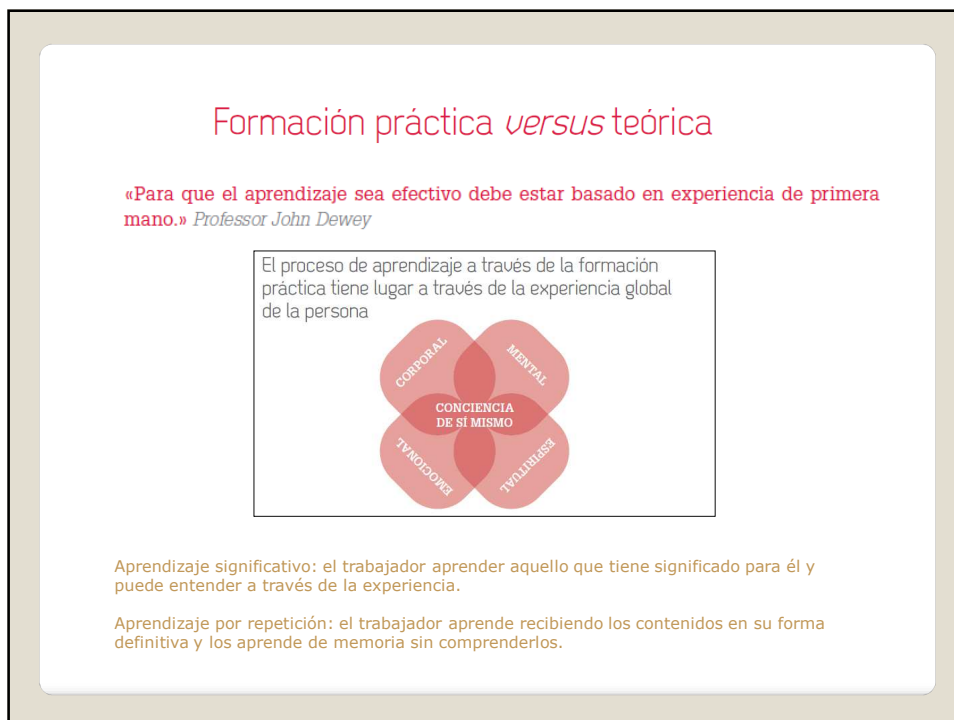 Formación práctica versus teórica
«Para que el aprendizaje sea efectivo debe estar basado en experiencia de primera
mano.» Professor John Dewey
El proceso de aprendizaje a través de la formación
práctica tiene lugar a través de la experiencia global
de la persona
CORPORAL
MENTAL
CONCIENCIA
DE SÍ MISMO
EMOCIONAL
ESPIRITUAL
Aprendizaje significativo: el trabajador aprender aquello que tiene significado para él y
puede entender a través de la experiencia.
Aprendizaje por repetición: el trabajador aprende recibiendo los contenidos en su forma
definitiva y los aprende de memoria sin comprenderlos.